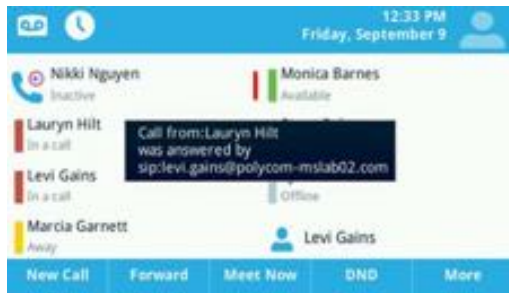 12:33 PM
Friday, September 9
Nikki Nguyen
Inactive
Monica Barnes
Available
Lauryn Hilt
In a call
Call from:Lauryn Hilt
was answered by
sip:levi.gains@polycom-mslab02.com
Levi Gains
In a call
Offline
Marcia Garnett
Away
Levi Gains
New Call Forward Meet Now DND More